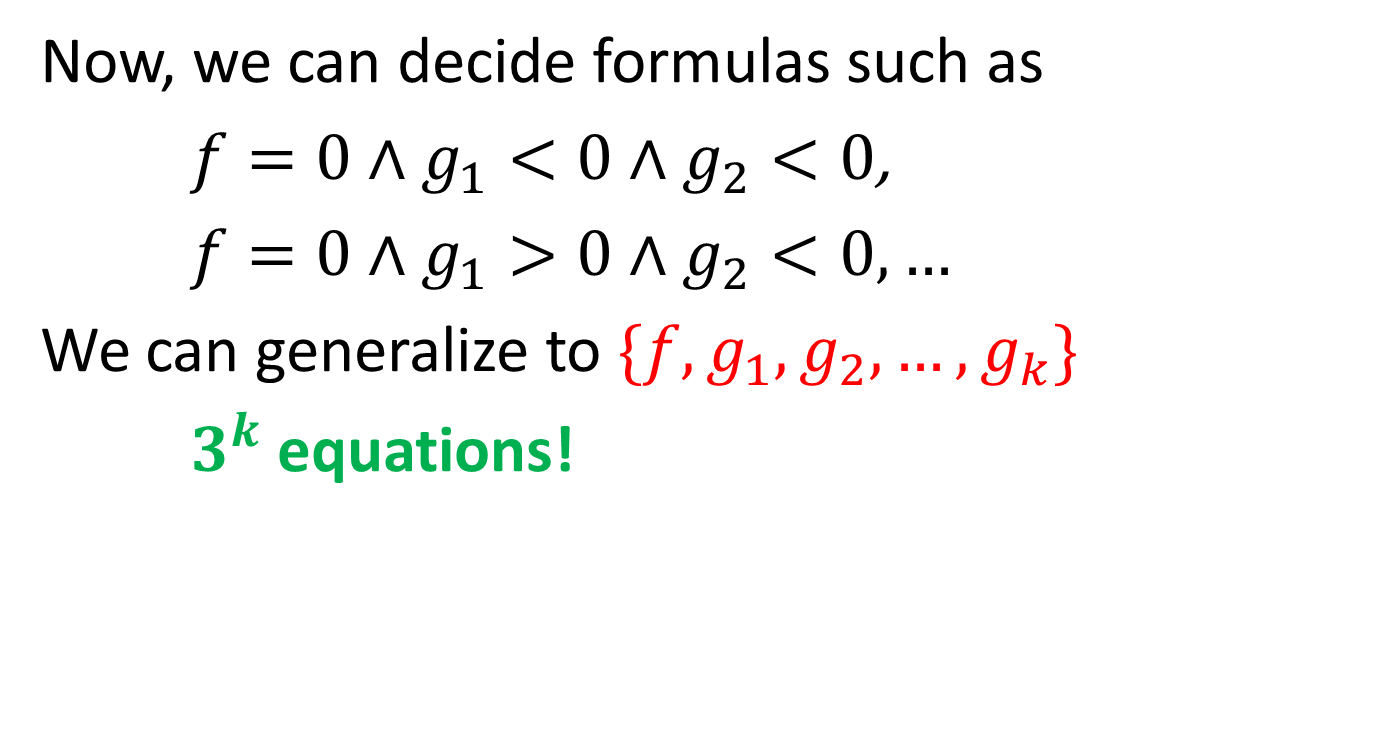 Now, we can decide formulas such as
𝑓 = 0 ∧ 𝑔₁ < 0 ∧ 𝑔₂ < 0,
𝑓 = 0 ∧ 𝑔₁ > 0 ∧ 𝑔₂ < 0, …
We can generalize to {𝑓, 𝑔₁, 𝑔₂, … , 𝑔ₖ}
3ᵏ equations!